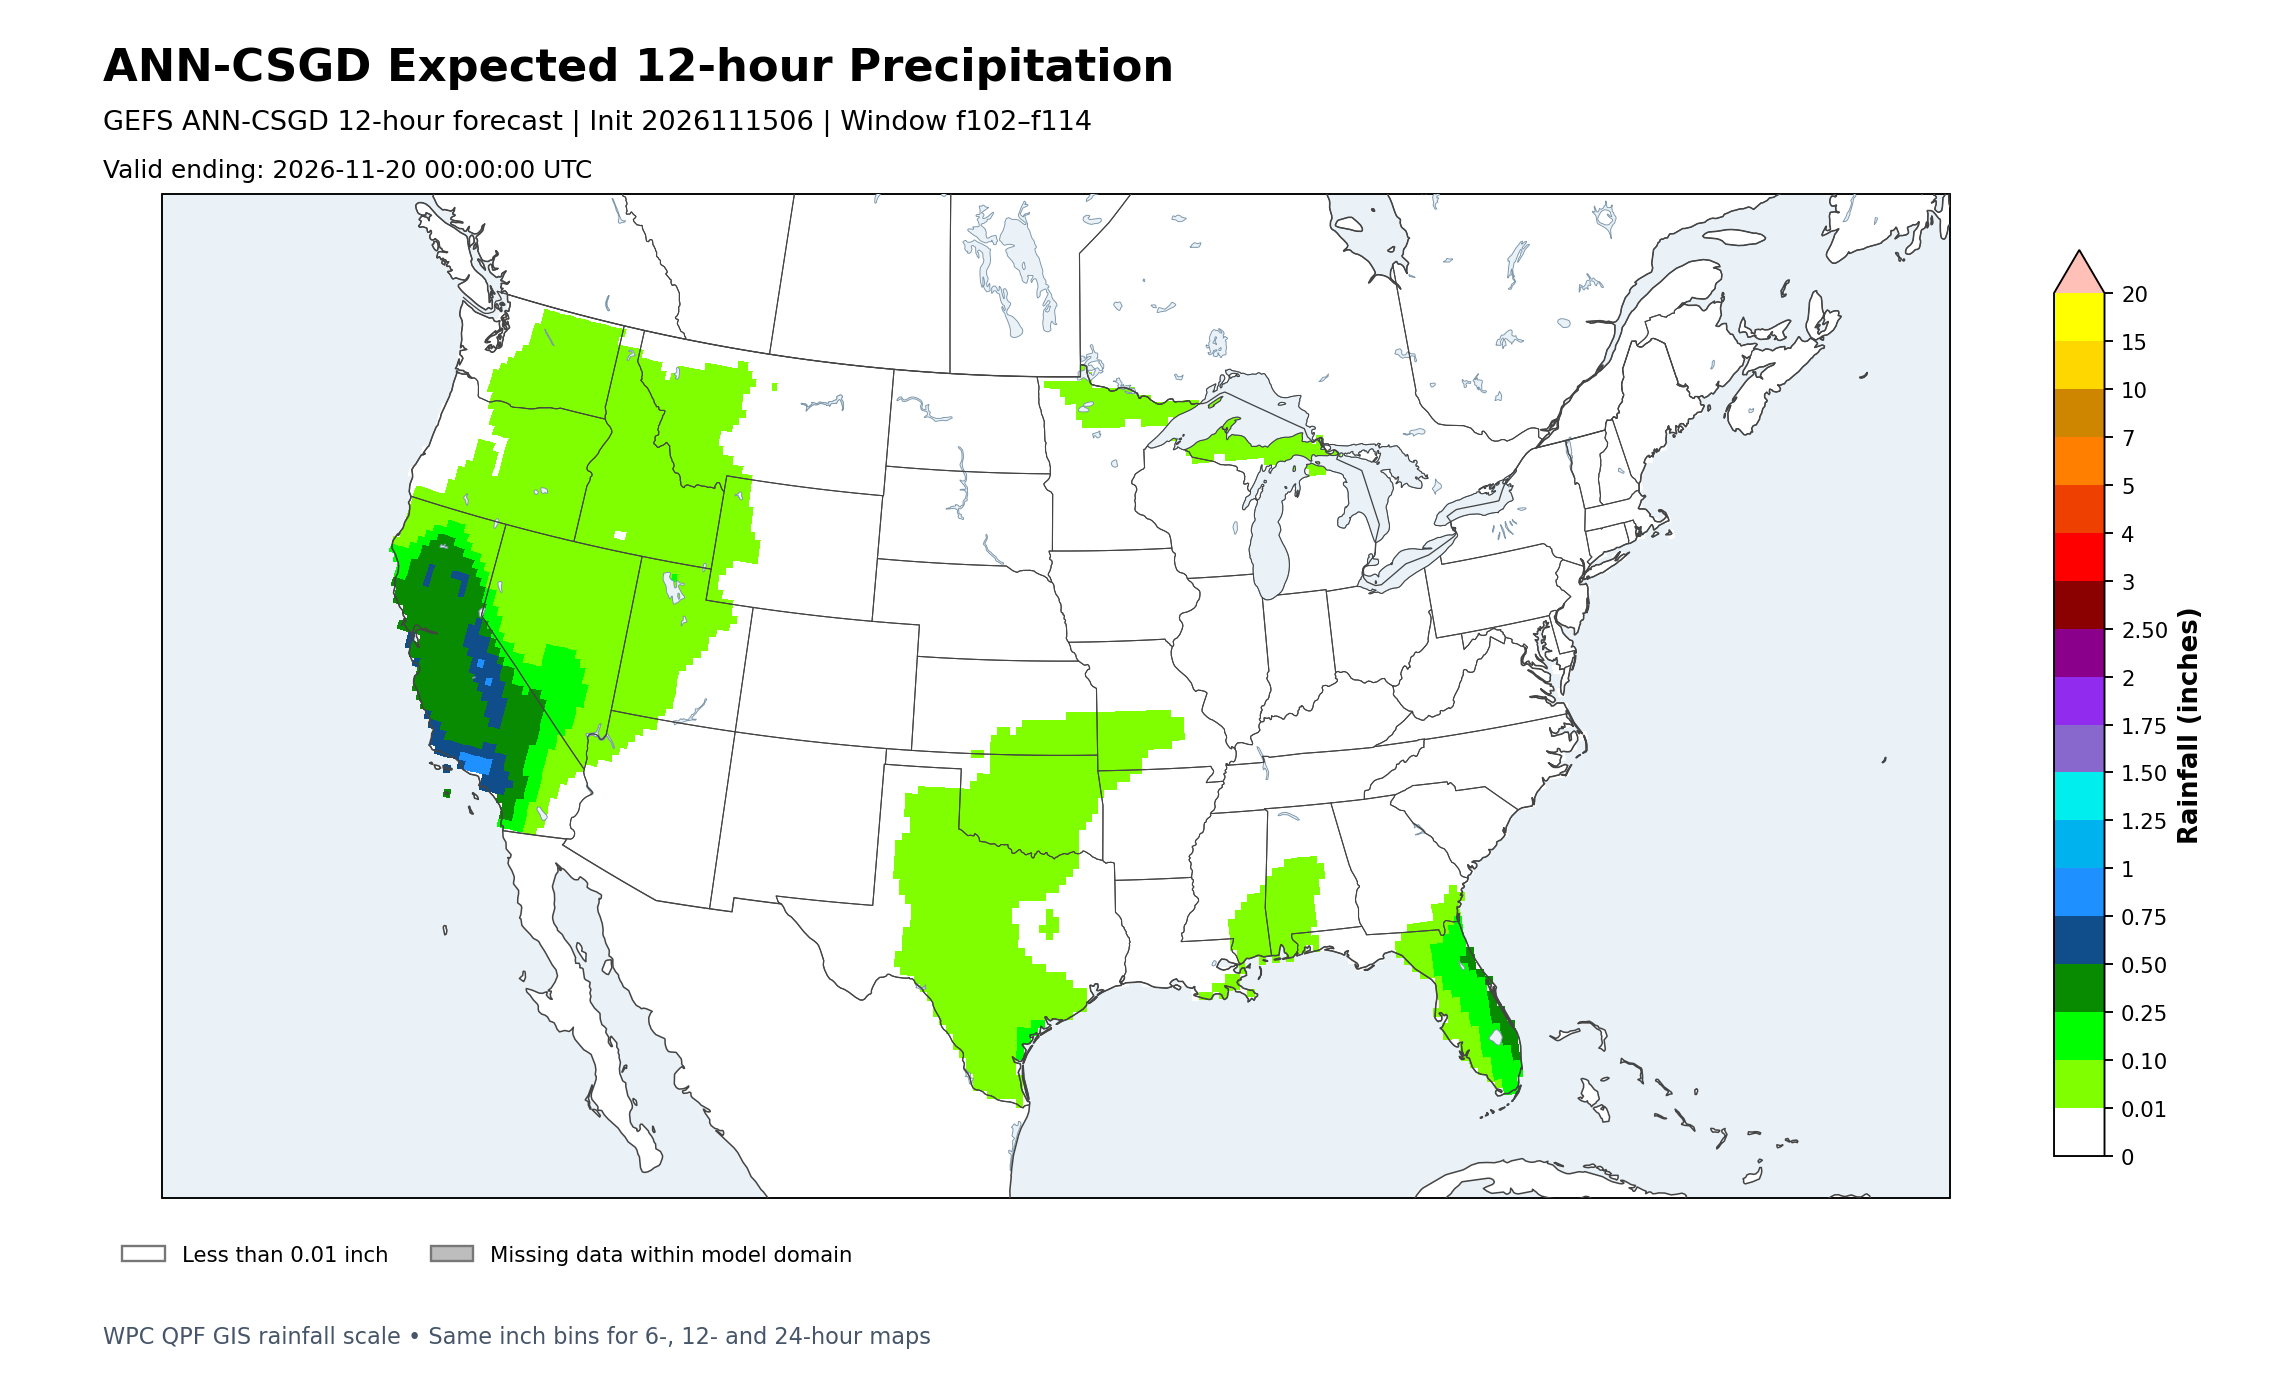 ANN-CSGD Expected 12-hour Precipitation
GEFS ANN-CSGD 12-hour forecast | Init 2026111506 | Window f102–f114
Valid ending: 2026-11-20 00:00:00 UTC
20
15
10
7
5
4
3
2.50
2
1.75
1.50
1.25
1
0.75
0.50
0.25
0.10
0.01
0
Rainfall (inches)
Less than 0.01 inch
Missing data within model domain
WPC QPF GIS rainfall scale • Same inch bins for 6-, 12- and 24-hour maps